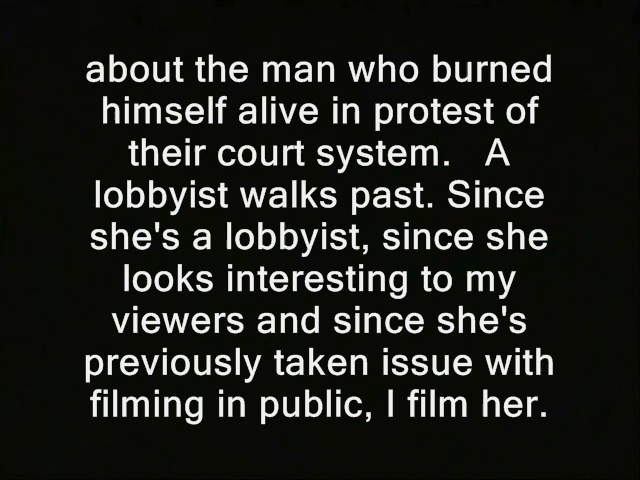 about the man who burned
himself alive in protest of
their court system.   A
lobbyist walks past. Since
she's a lobbyist, since she
looks interesting to my
viewers and since she's
previously taken issue with
filming in public, I film her.